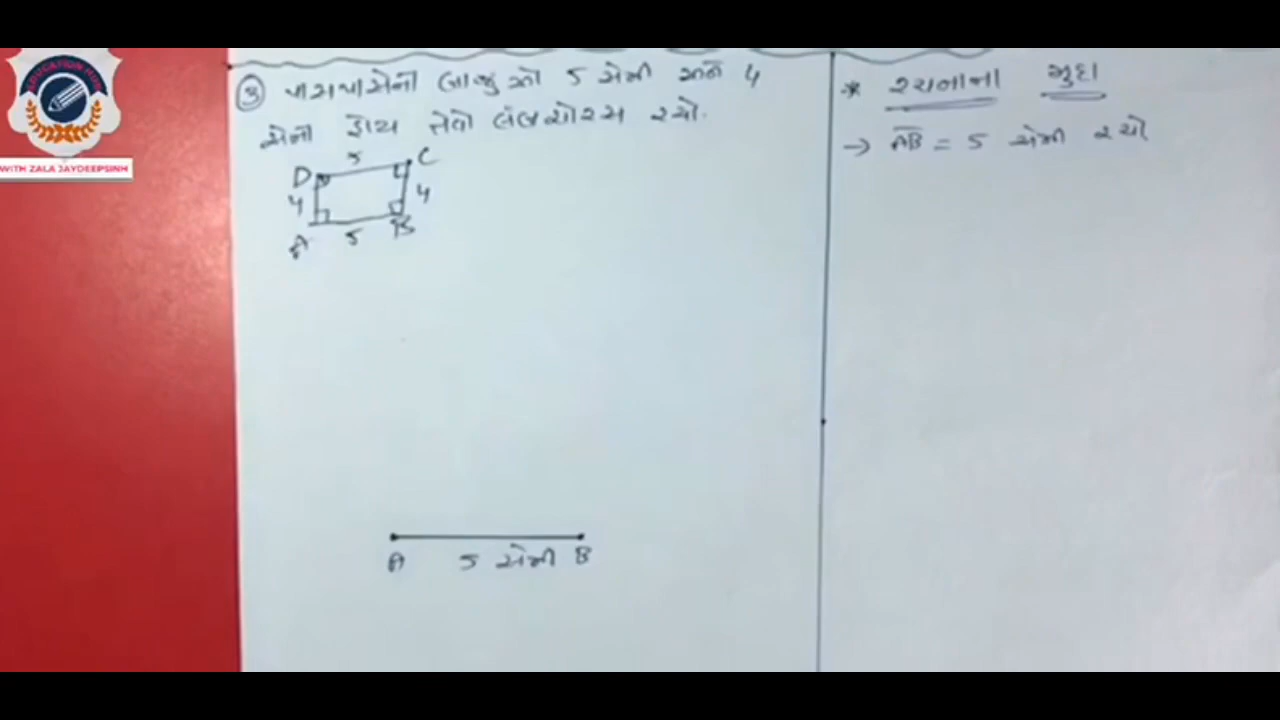 EDUCATION HUB
WITH ZALA JAYDEEPSINH
③ પાસપાસેની બાજુઓ 5 સેમી અને 4
સેમી હોય તેવો લંબચોરસ રચો.
5
D C
4 4
A 5 B
A 5 સેમી B
* રચનાના મુદ્દા
→ AB = 5 સેમી રચો